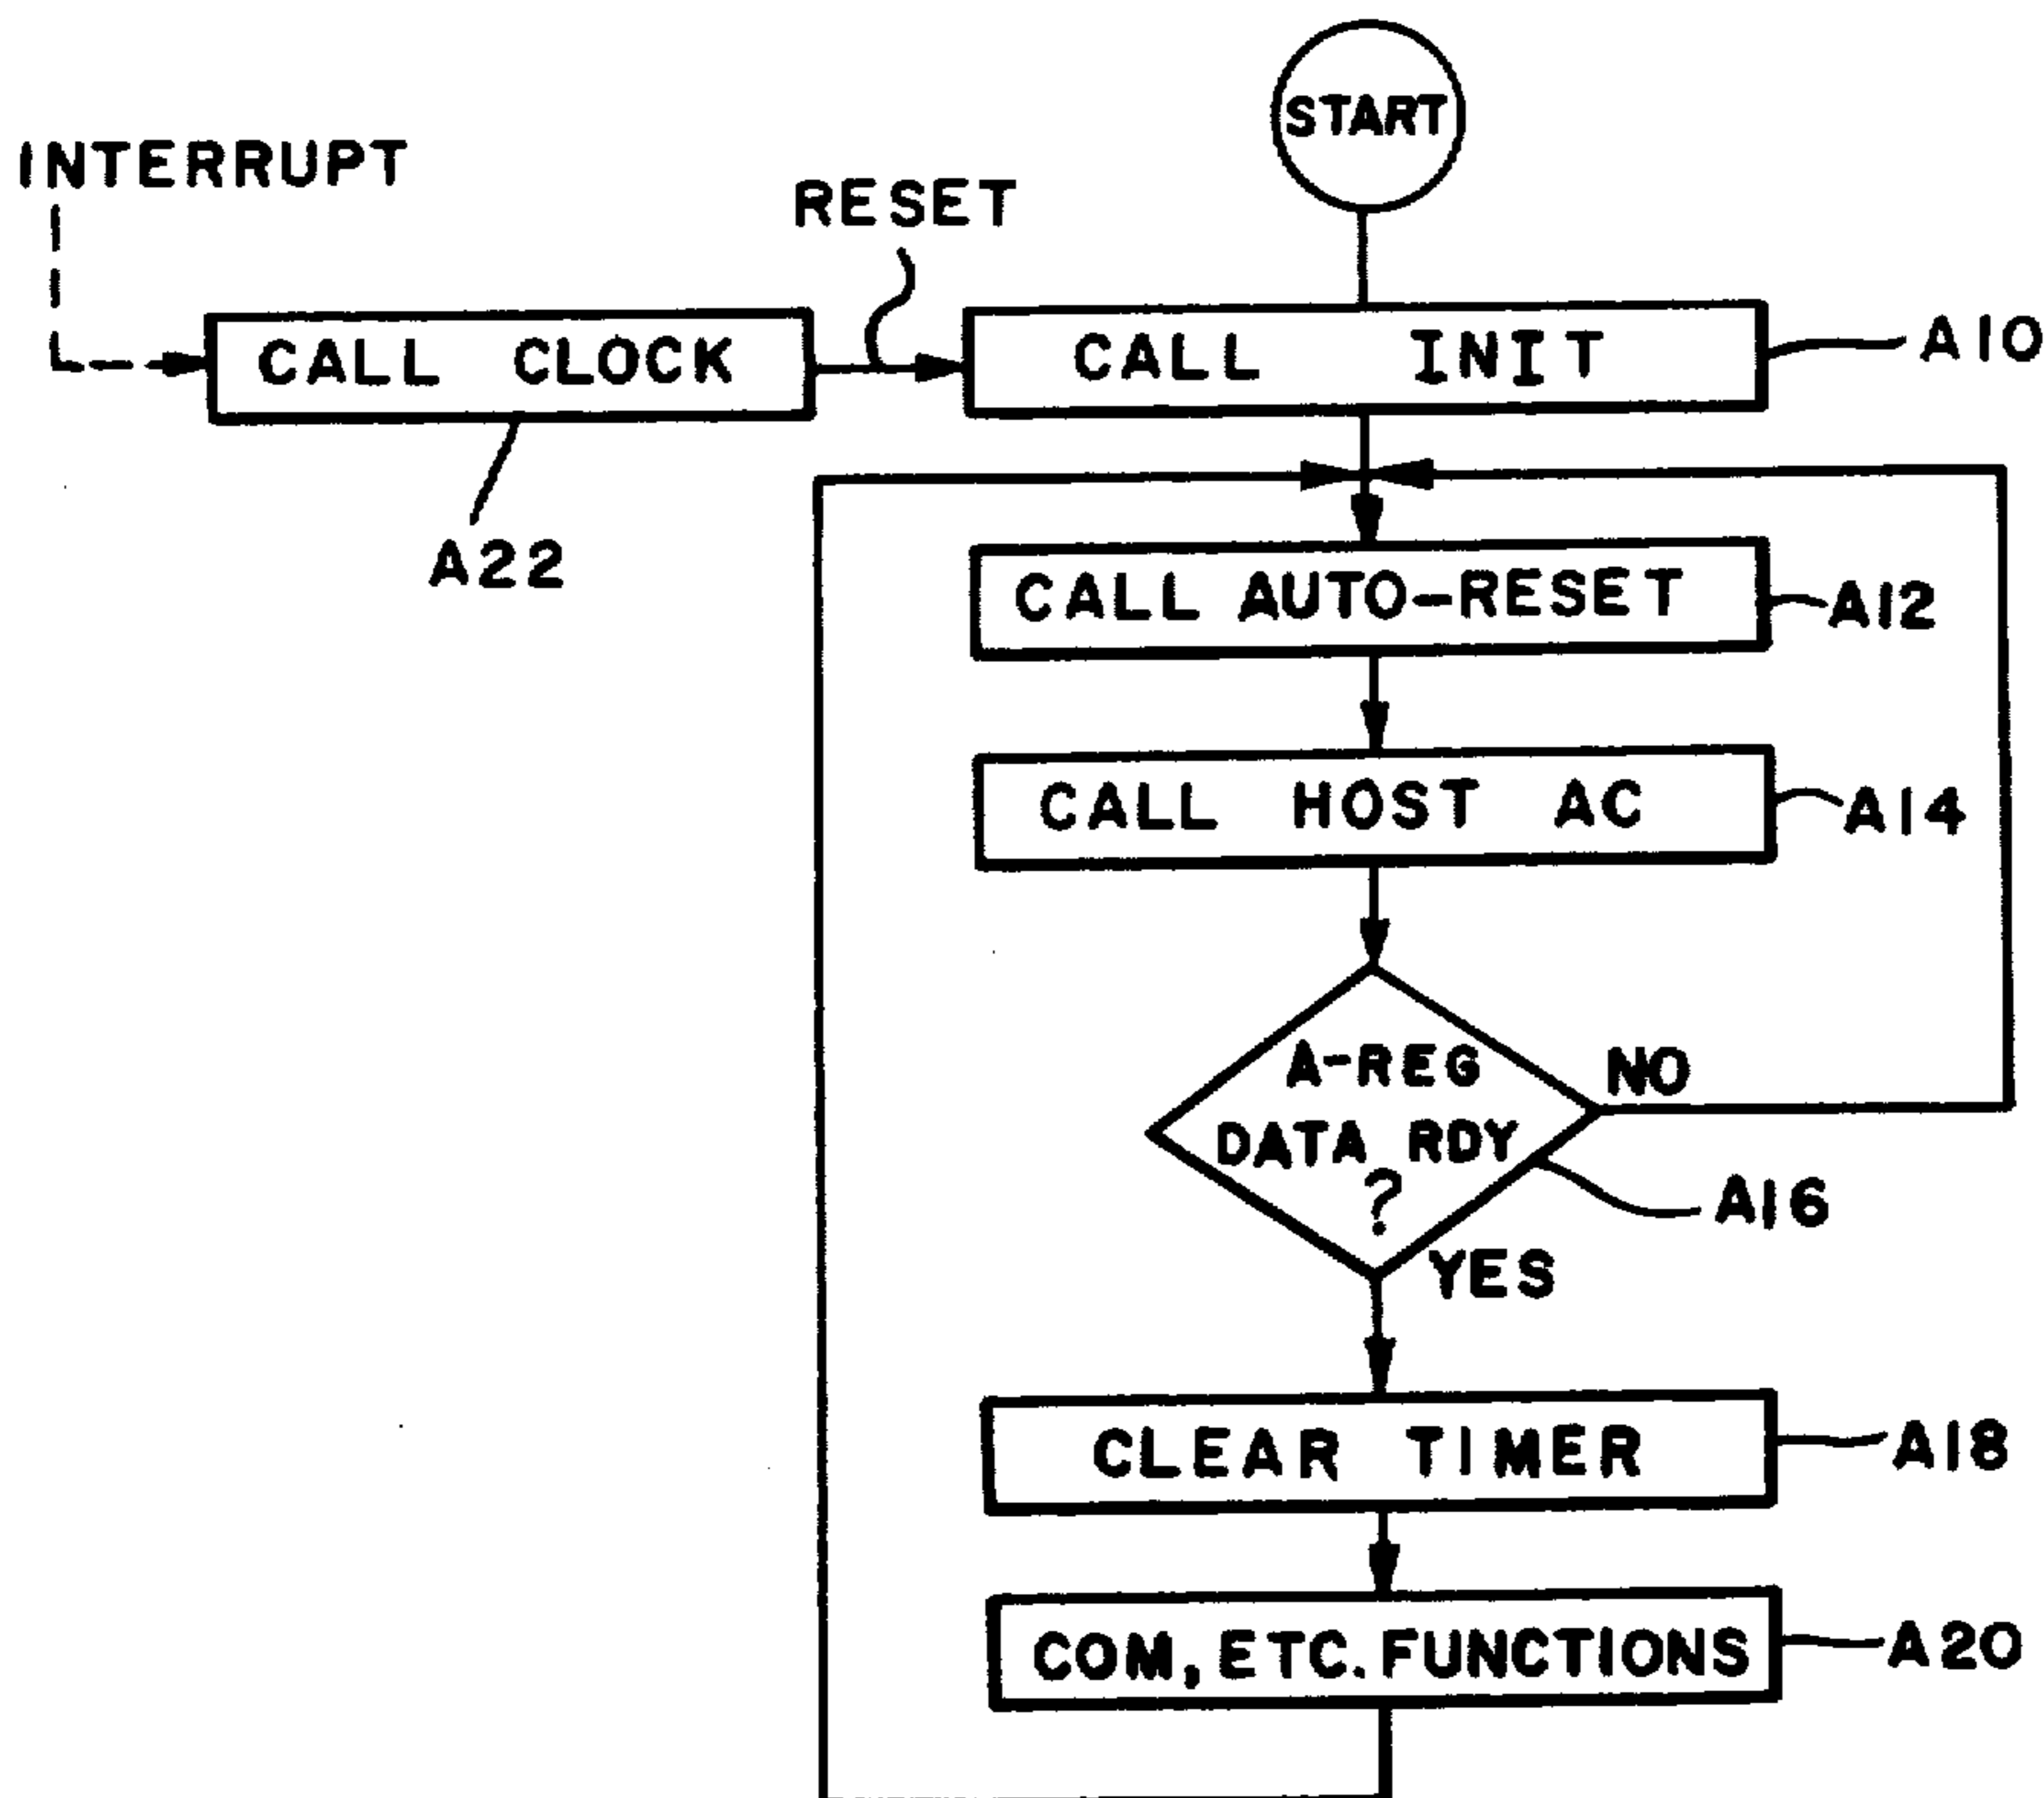 START
INTERRUPT
RESET
CALL CLOCK
CALL INIT
A10
A22
CALL AUTO-RESET
A12
CALL HOST AC
A14
A-REG
DATA RDY
?
NO
A16
YES
CLEAR TIMER
A18
COM, ETC. FUNCTIONS
A20